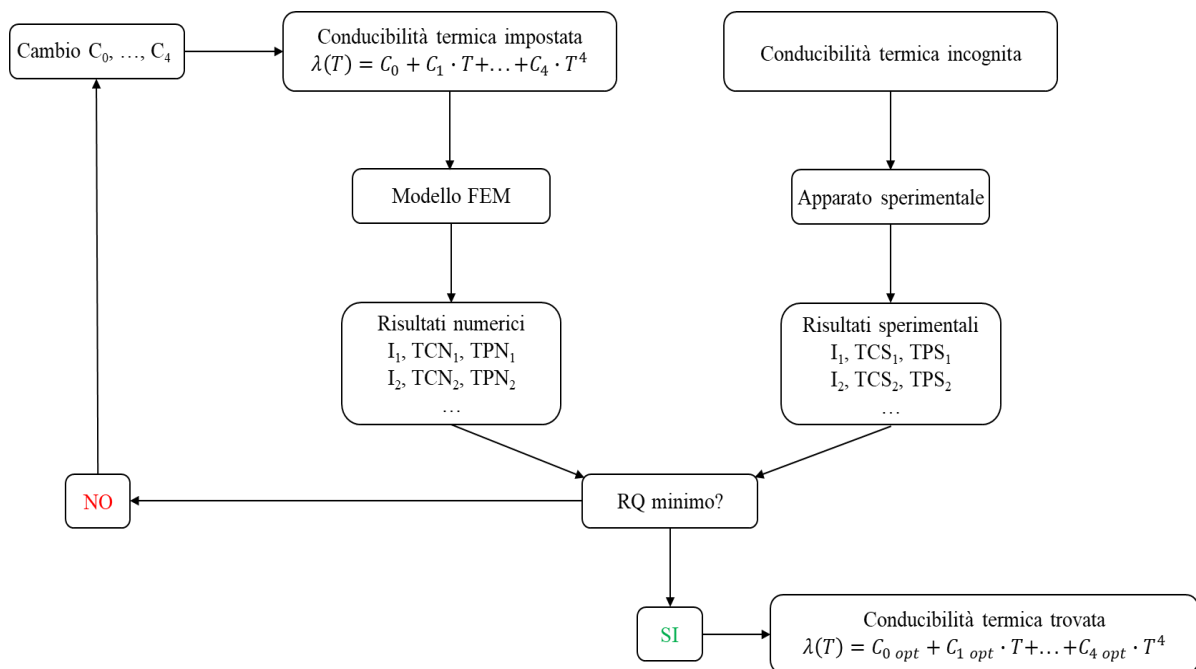 Cambio C₀, …, C₄
Conducibilità termica impostata
λ(T) = C₀ + C₁ · T+…+C₄ · T⁴
Conducibilità termica incognita
Modello FEM
Apparato sperimentale
Risultati numerici
I₁, TCN₁, TPN₁
I₂, TCN₂, TPN₂
…
Risultati sperimentali
I₁, TCS₁, TPS₁
I₂, TCS₂, TPS₂
…
NO
RQ minimo?
SI
Conducibilità termica trovata
λ(T) = C₀ ₒₚₜ + C₁ ₒₚₜ · T+…+C₄ ₒₚₜ · T⁴